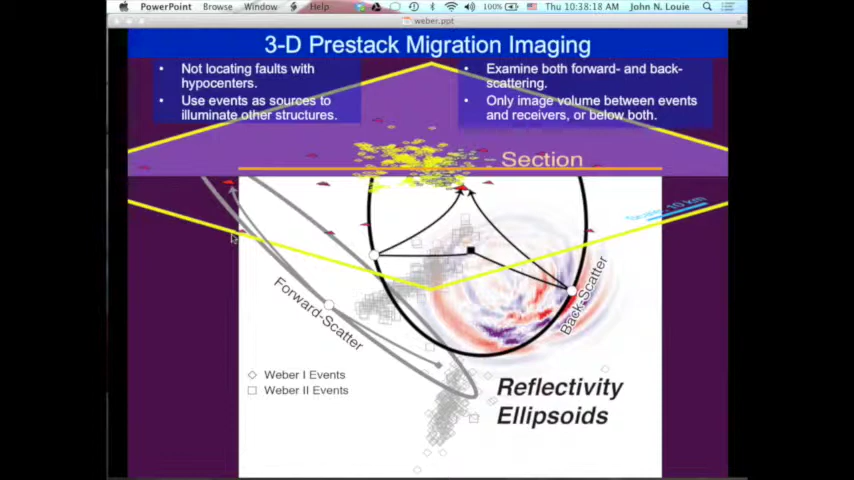 PowerPoint Browse Window Help 100% Thu 10:38:18 AM John N. Louie
weber.ppt
3-D Prestack Migration Imaging
• Not locating faults with
hypocenters.
• Use events as sources to
illuminate other structures.
• Examine both forward- and back-
scattering.
• Only image volume between events
and receivers, or below both.
Section
10 km
Forward-Scatter
Back-Scatter
Weber I Events
Weber II Events
Reflectivity
Ellipsoids